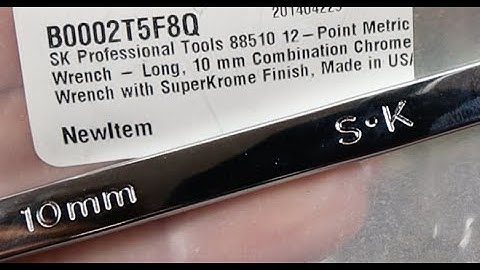 201404225
B0002T5F8Q
SK Professional Tools 88510 12-Point Metric
Wrench - Long, 10 mm Combination Chrome
Wrench with SuperKrome Finish, Made in USA
NewItem
S·K
10mm